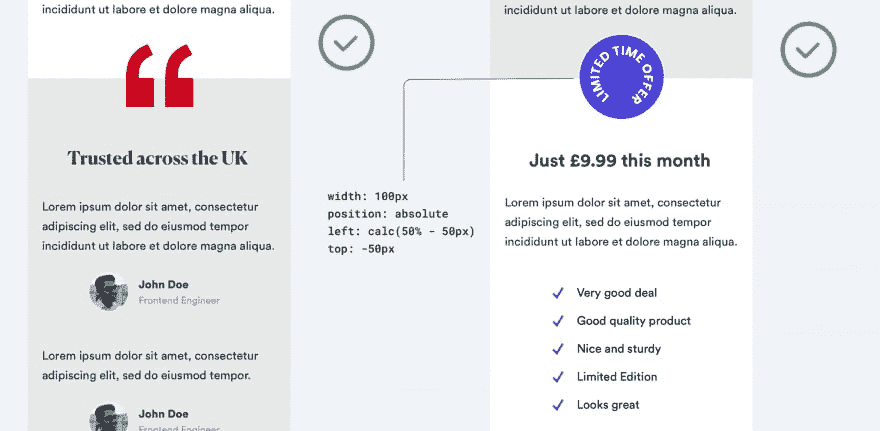 incididunt ut labore et dolore magna aliqua.
Trusted across the UK
Lorem ipsum dolor sit amet, consectetur
adipiscing elit, sed do eiusmod tempor
incididunt ut labore et dolore magna aliqua.
John Doe
Frontend Engineer
Lorem ipsum dolor sit amet, consectetur
adipiscing elit, sed do eiusmod tempor.
John Doe
Frontend Engineer
width: 100px
position: absolute
left: calc(50% - 50px)
top: -50px
incididunt ut labore et dolore magna aliqua.
LIMITED TIME OFFER
Just £9.99 this month
Lorem ipsum dolor sit amet, consectetur
adipiscing elit, sed do eiusmod tempor
incididunt ut labore et dolore magna aliqua.
Very good deal
Good quality product
Nice and sturdy
Limited Edition
Looks great